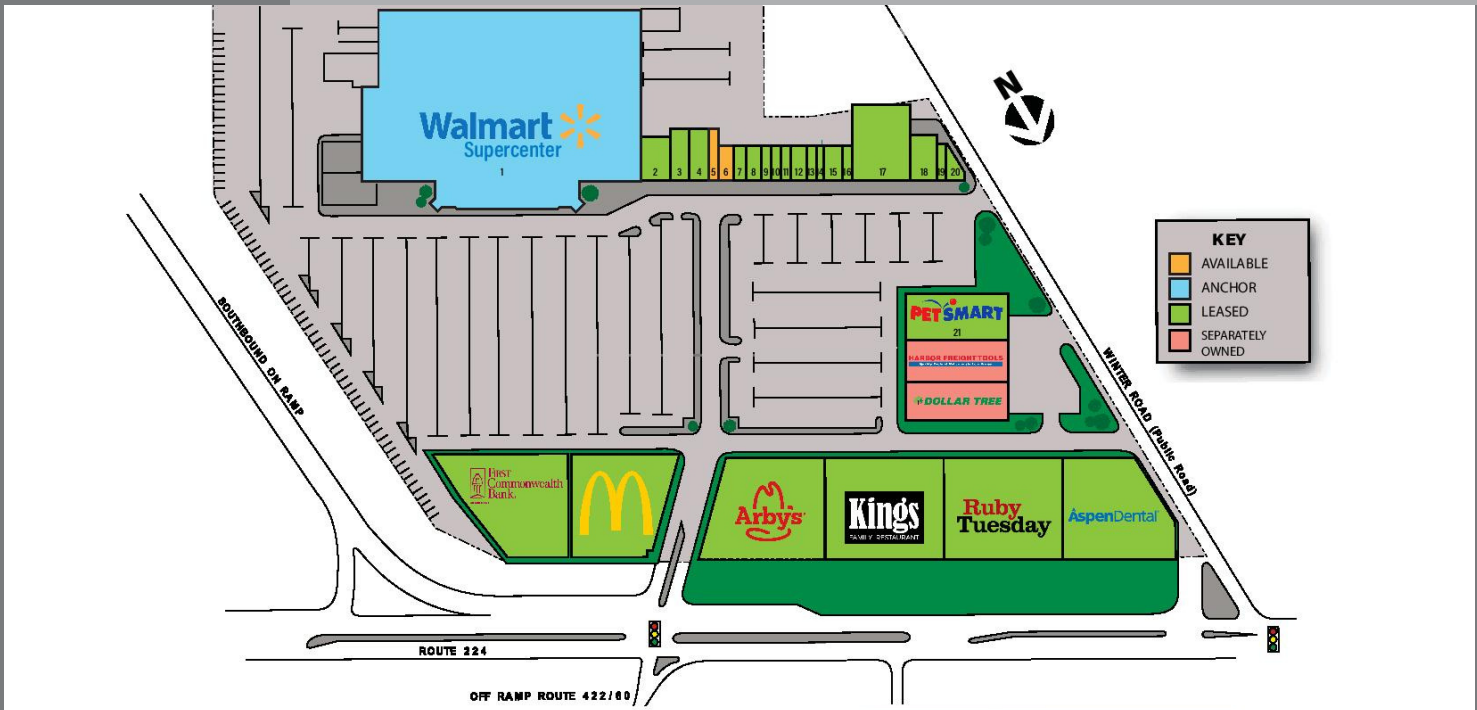 N
Walmart
Supercenter
1
2
3
4
5
6
7
8
9
10
11
12
13
14
15
16
17
18
19
20
KEY
AVAILABLE
ANCHOR
LEASED
SEPARATELY
OWNED
PETSMART
21
HARBOR FREIGHT TOOLS
DOLLAR TREE
SOUTHBOUND ON RAMP
WINTER ROAD (Public Road)
First
Commonwealth
Bank
Arby's
Kings
FAMILY RESTAURANT
Ruby
Tuesday
AspenDental
ROUTE 224
OFF RAMP ROUTE 422/60